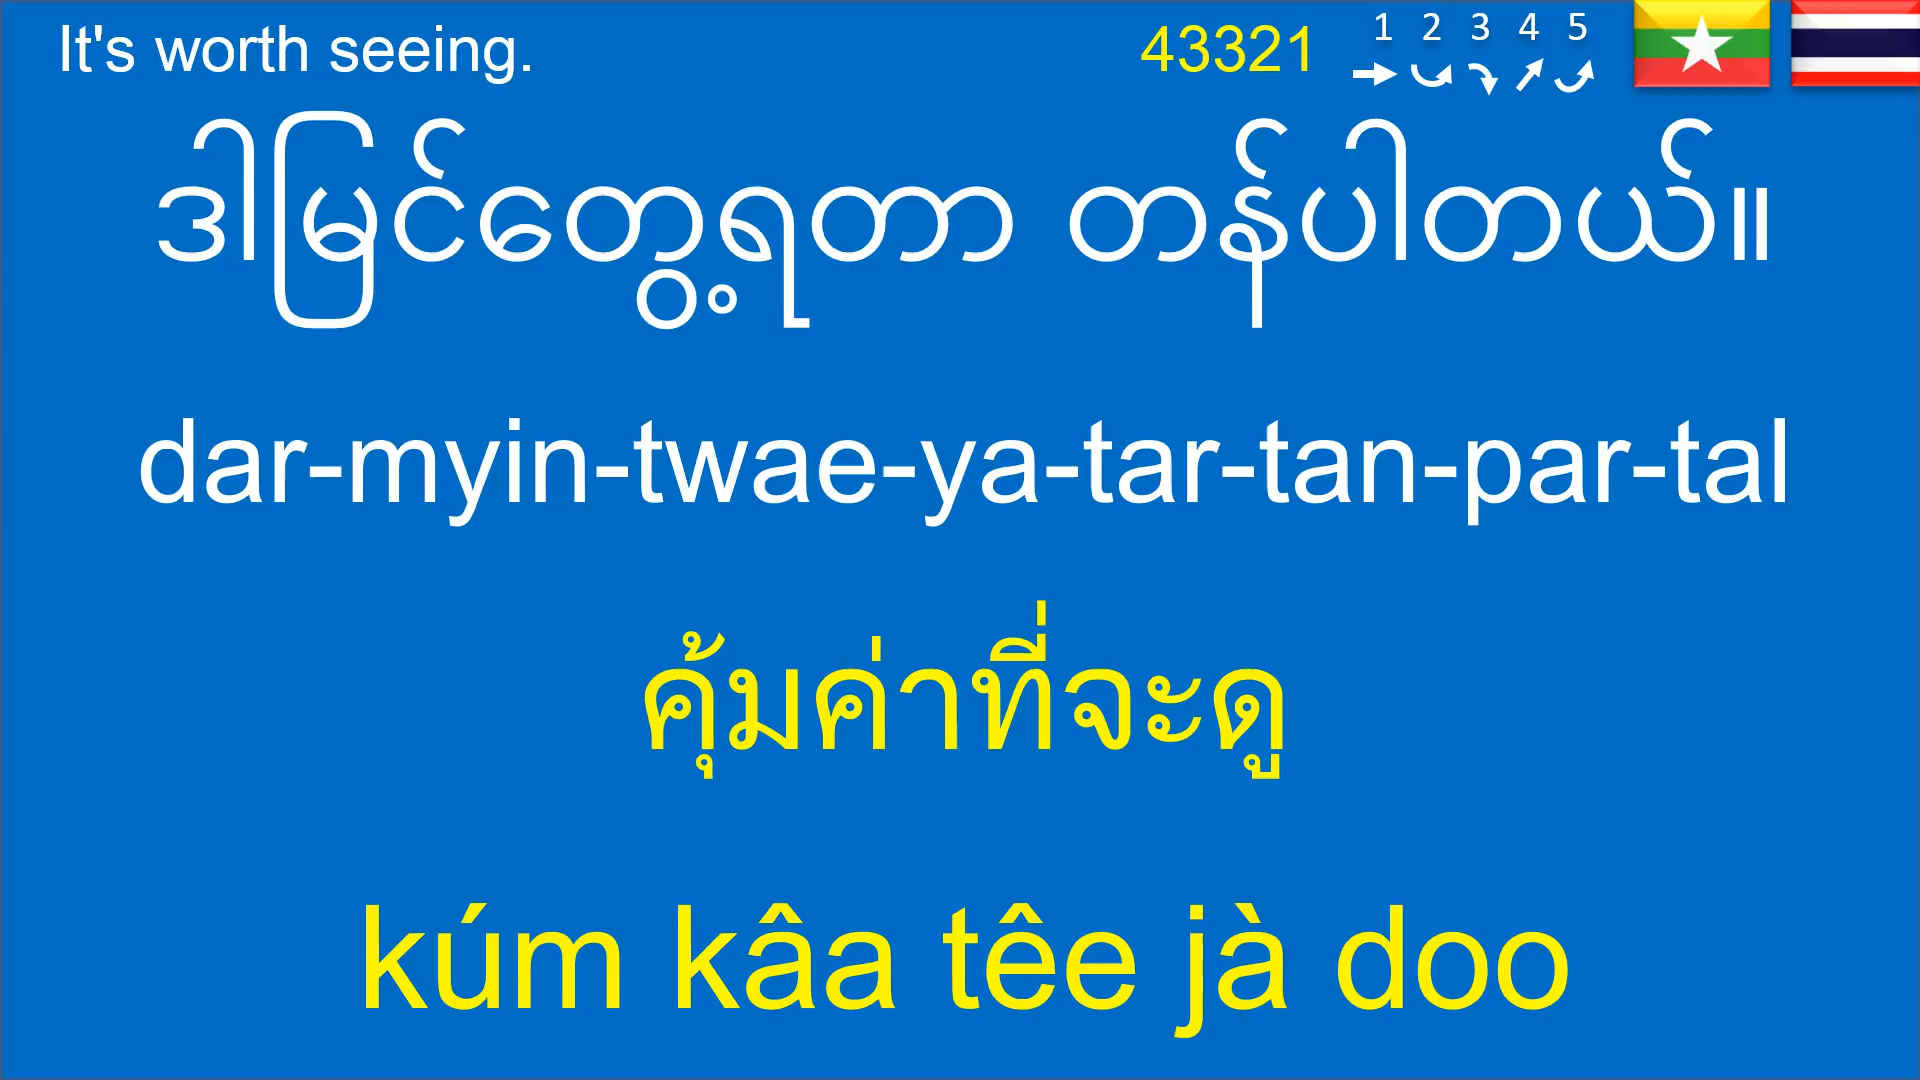 It's worth seeing.
43321
1 2 3 4 5
ဒါမြင်တွေ့ရတာ တန်ပါတယ်။
dar-myin-twae-ya-tar-tan-par-tal
คุ้มค่าที่จะดู
kúm kâa têe jà doo